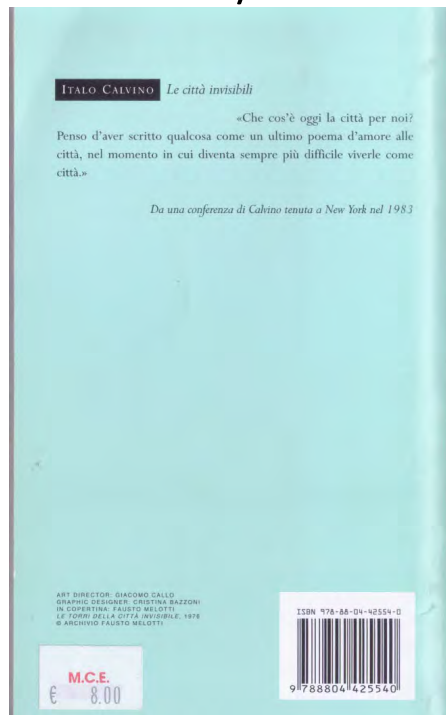 ITALO CALVINO Le città invisibili
«Che cos'è oggi la città per noi?
Penso d'aver scritto qualcosa come un ultimo poema d'amore alle
città, nel momento in cui diventa sempre più difficile viverle come
città.»
Da una conferenza di Calvino tenuta a New York nel 1983
ART DIRECTOR: GIACOMO CALLO
GRAPHIC DESIGNER: CRISTINA BAZZONI
IN COPERTINA: FAUSTO MELOTTI
LE TORRI DELLA CITTÀ INVISIBILE, 1976
© ARCHIVIO FAUSTO MELOTTI
ISBN 978-88-04-42554-0
9 788804 425540
M.C.E.
€ 8.00